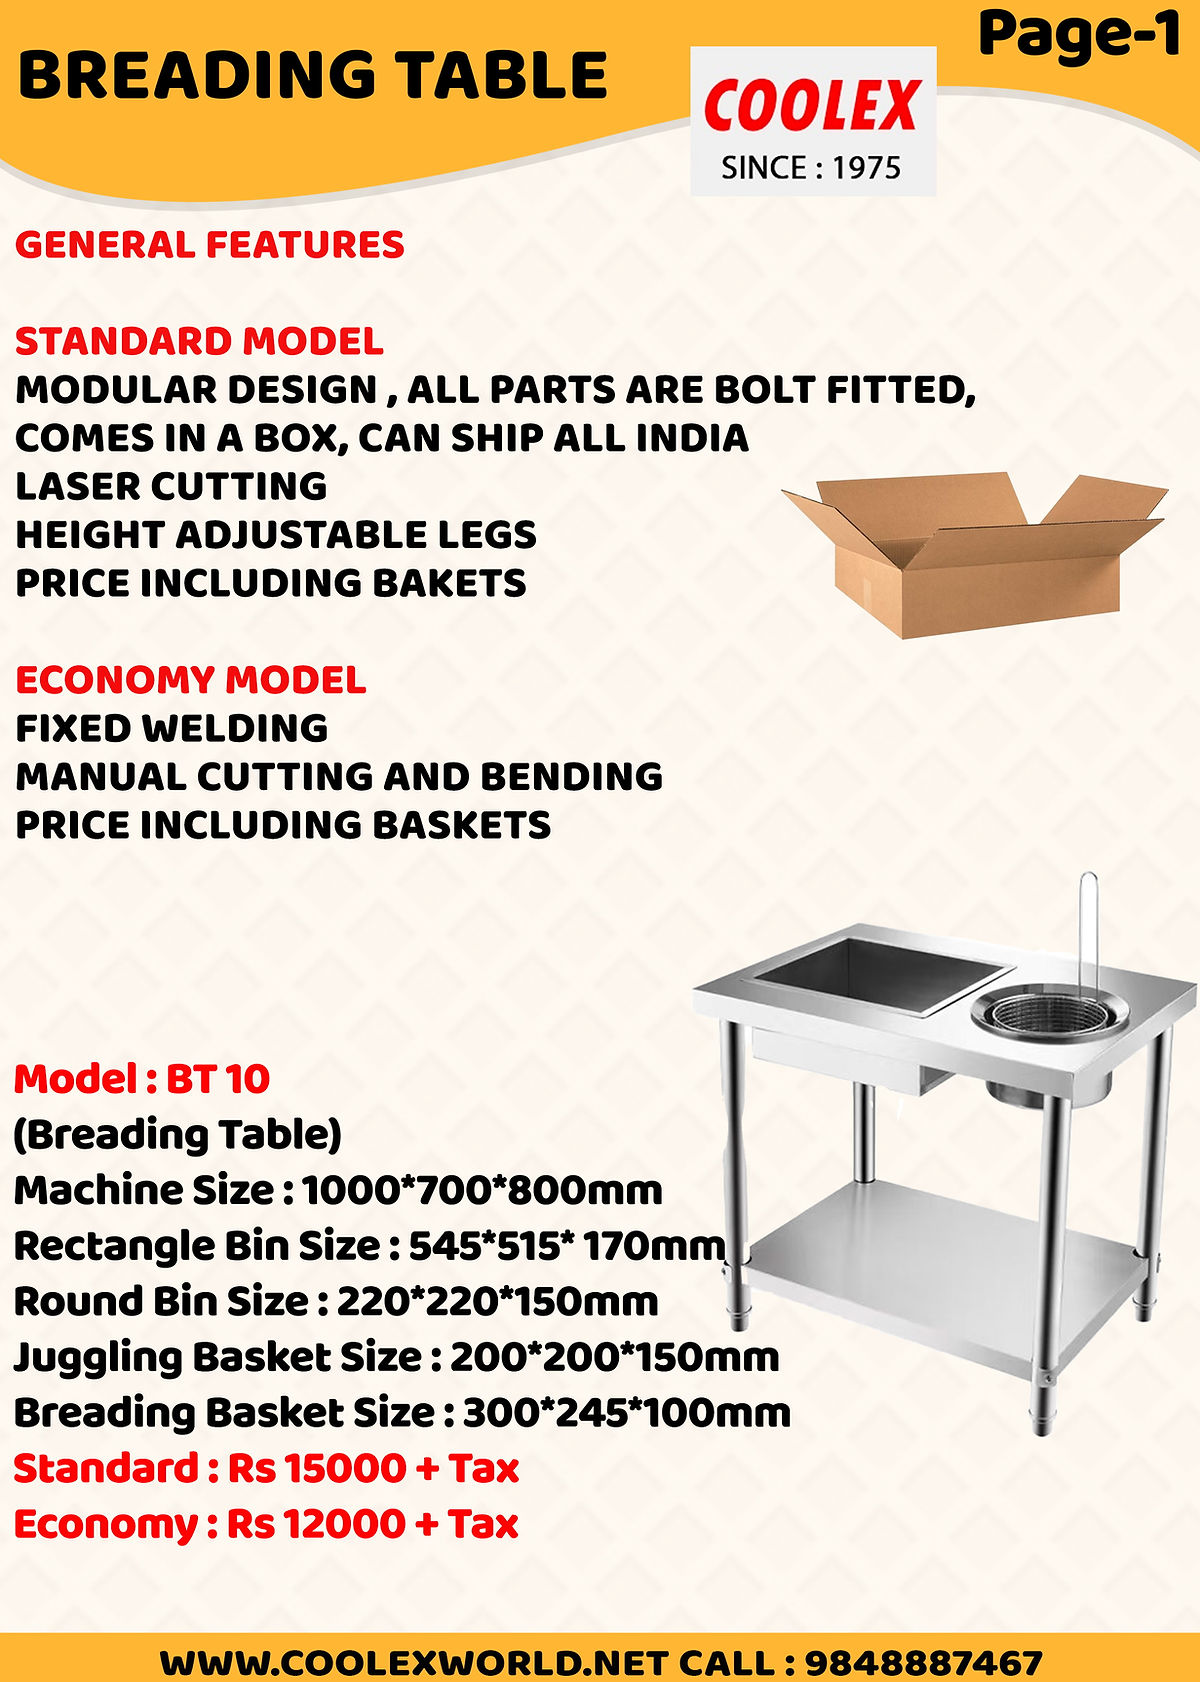 Page-1
BREADING TABLE
COOLEX
SINCE : 1975
GENERAL FEATURES
STANDARD MODEL
MODULAR DESIGN , ALL PARTS ARE BOLT FITTED,
COMES IN A BOX, CAN SHIP ALL INDIA
LASER CUTTING
HEIGHT ADJUSTABLE LEGS
PRICE INCLUDING BAKETS
ECONOMY MODEL
FIXED WELDING
MANUAL CUTTING AND BENDING
PRICE INCLUDING BASKETS
Model : BT 10
(Breading Table)
Machine Size : 1000*700*800mm
Rectangle Bin Size : 545*515* 170mm
Round Bin Size : 220*220*150mm
Juggling Basket Size : 200*200*150mm
Breading Basket Size : 300*245*100mm
Standard : Rs 15000 + Tax
Economy : Rs 12000 + Tax
WWW.COOLEXWORLD.NET CALL : 9848887467